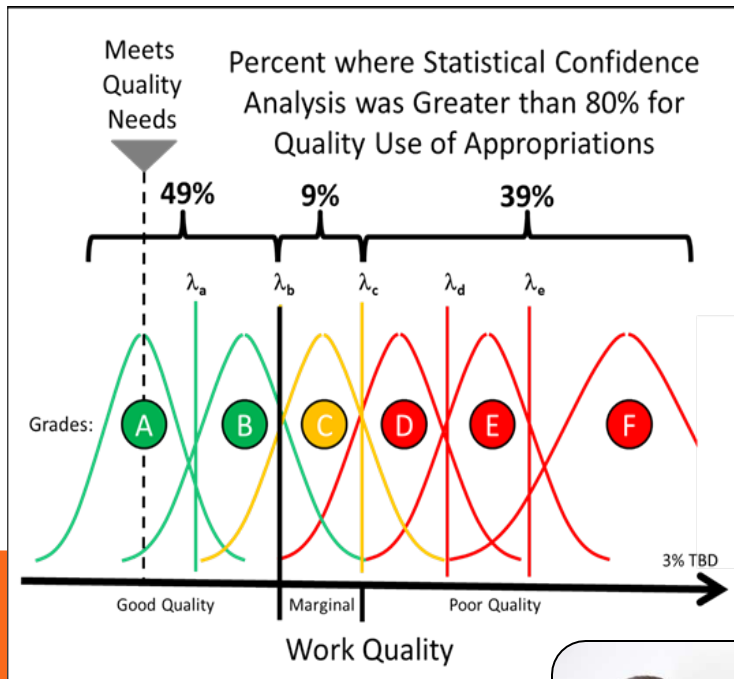 Meets
Quality
Needs
Percent where Statistical Confidence
Analysis was Greater than 80% for
Quality Use of Appropriations
49%
9%
39%
λa
λb
λc
λd
λe
Grades:
A
B
C
D
E
F
3% TBD
Good Quality
Marginal
Poor Quality
Work Quality